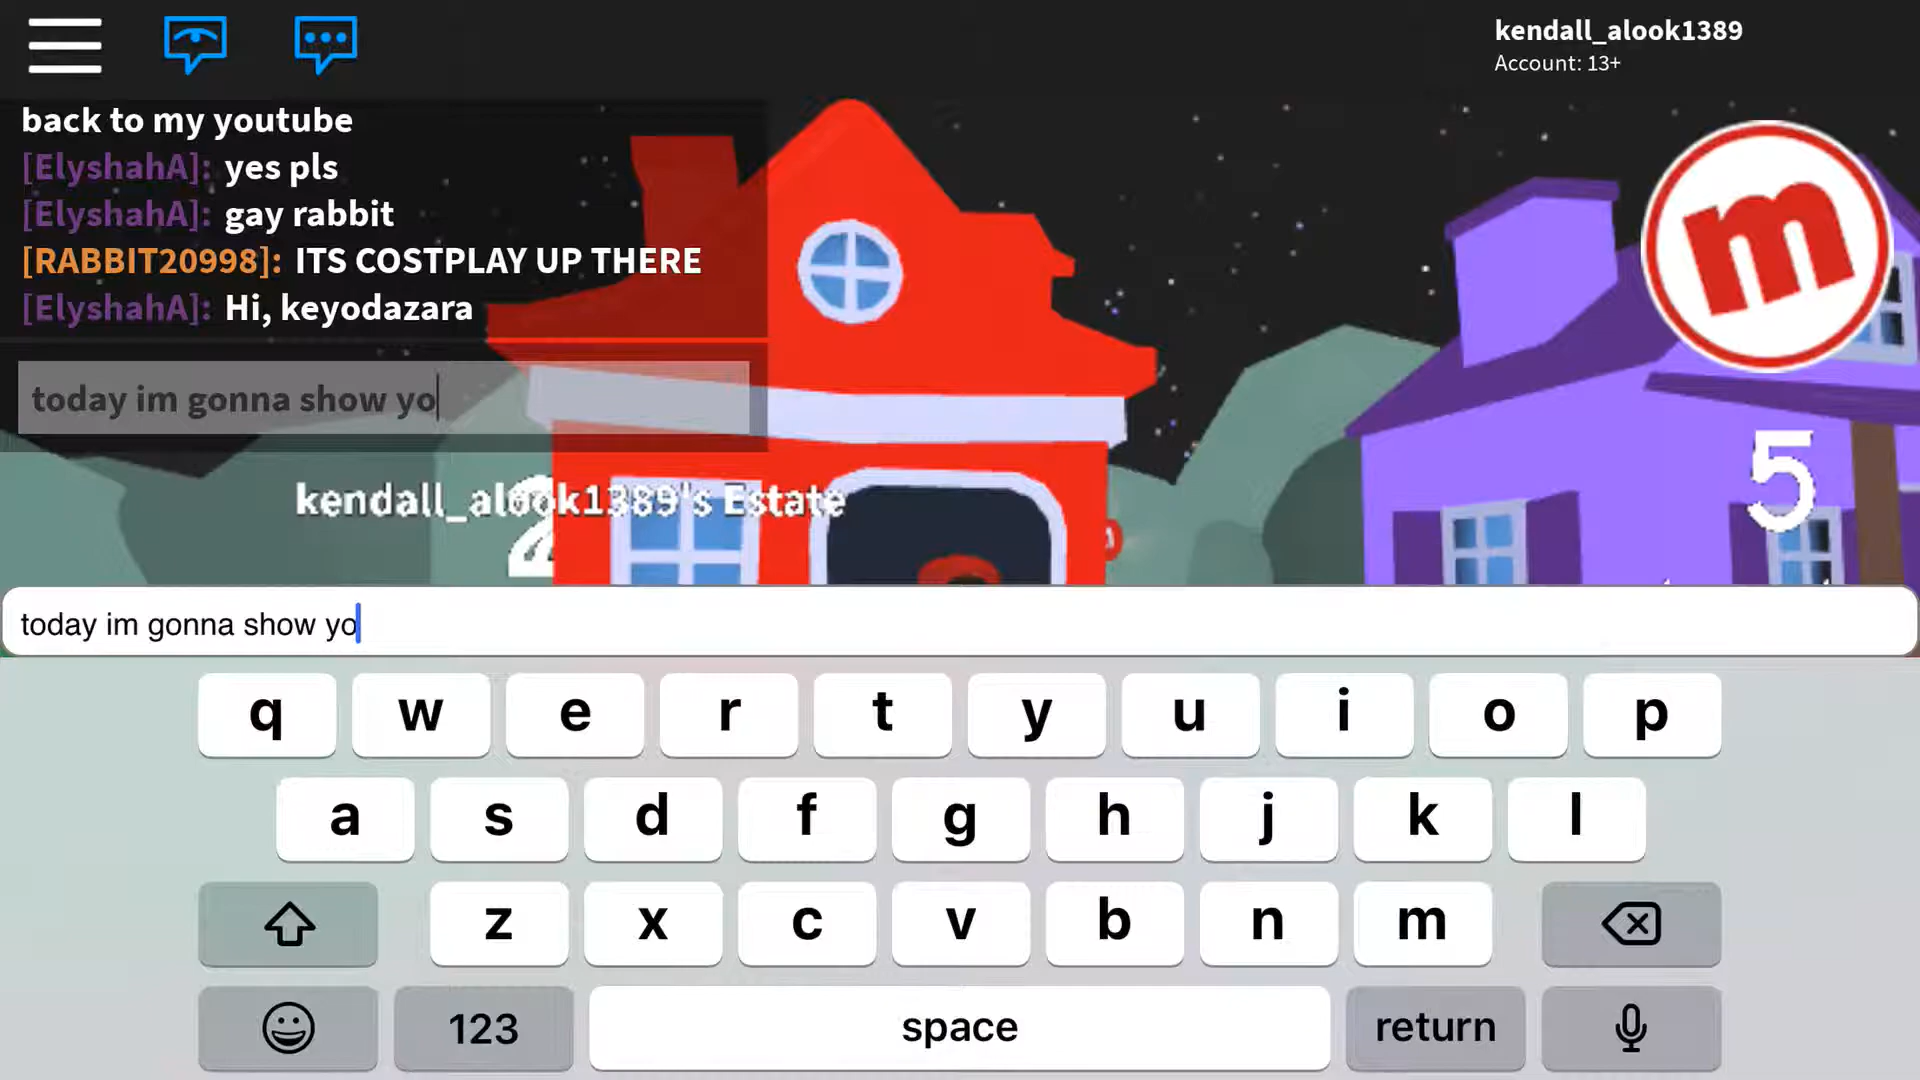 kendall_alook1389
Account: 13+
back to my youtube
[ElyshahA]: yes pls
[ElyshahA]: gay rabbit
[RABBIT20998]: ITS COSTPLAY UP THERE
[ElyshahA]: Hi, keyodazara
today im gonna show yo
m
5
kendall_alook1389's Estate
2
today im gonna show yo
q w e r t y u i o p
a s d f g h j k l
z x c v b n m
123 space return